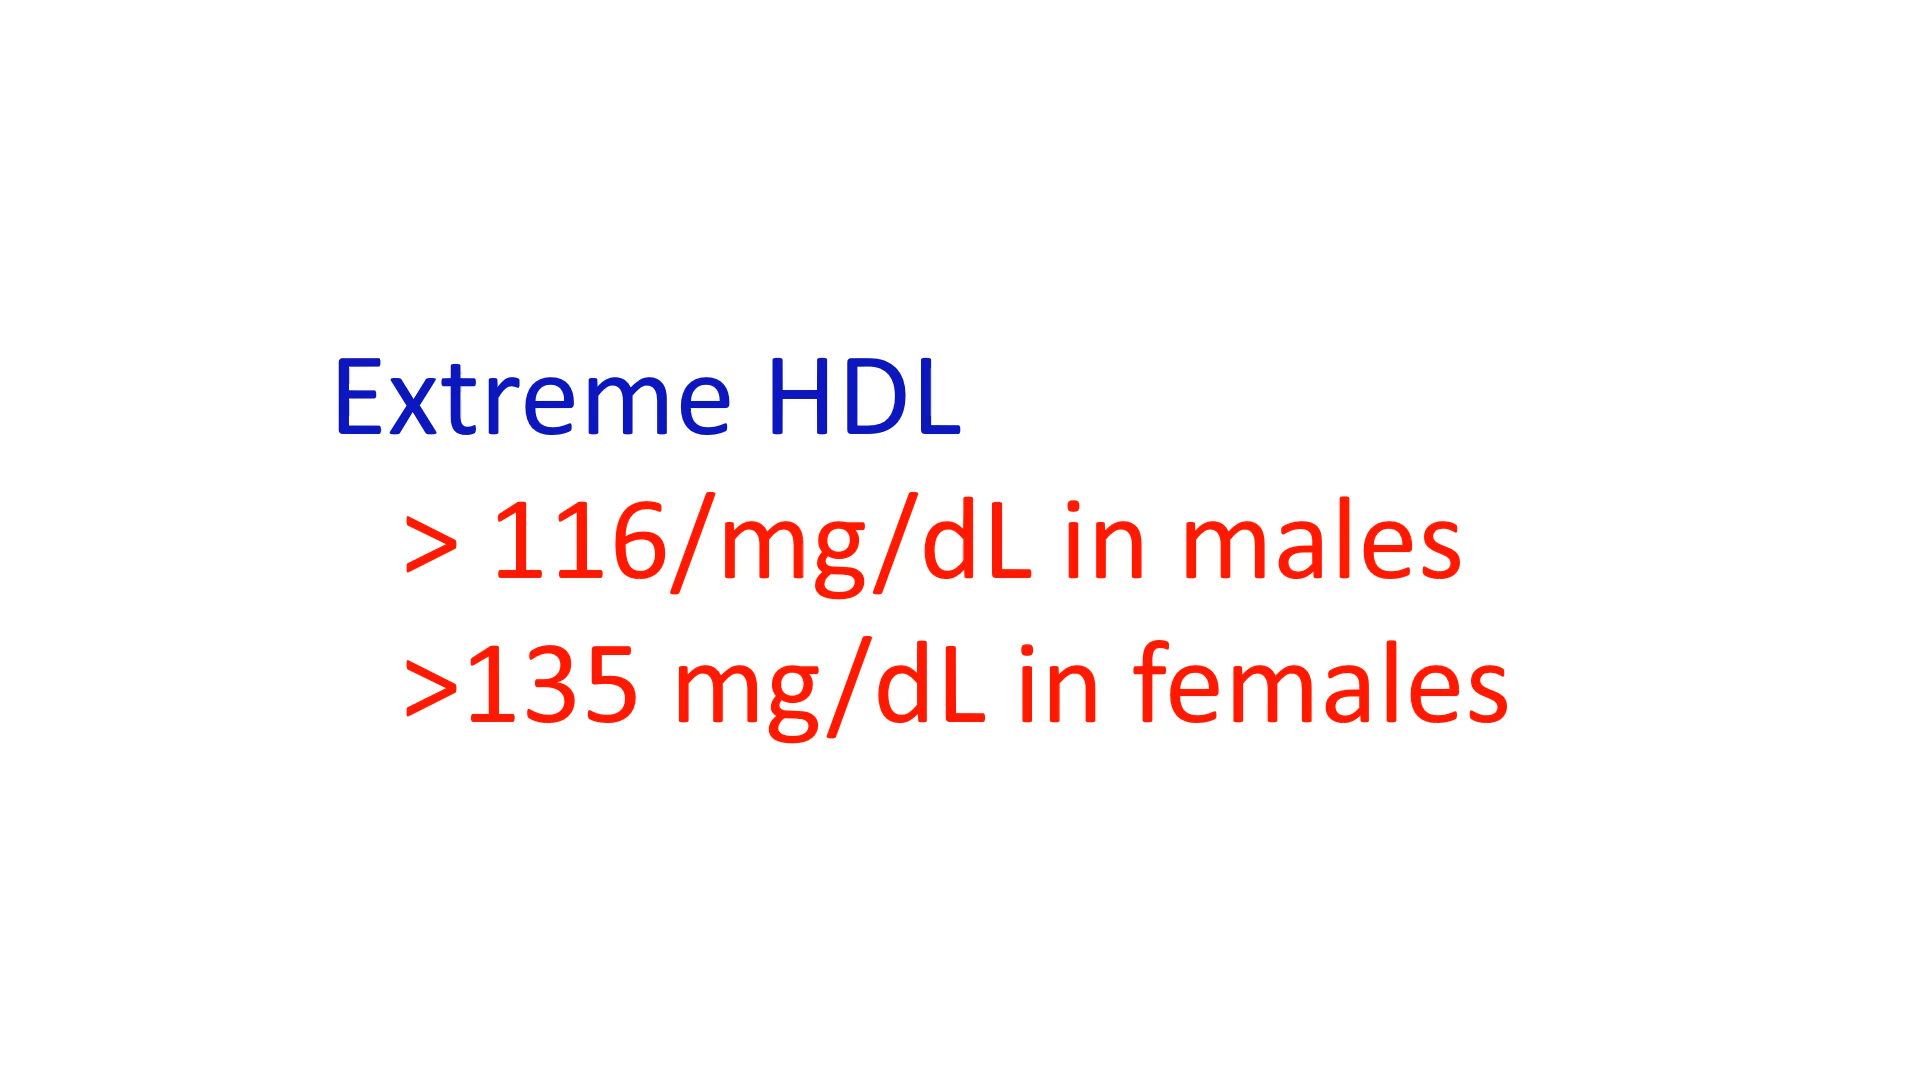 Extreme HDL
> 116/mg/dL in males
>135 mg/dL in females